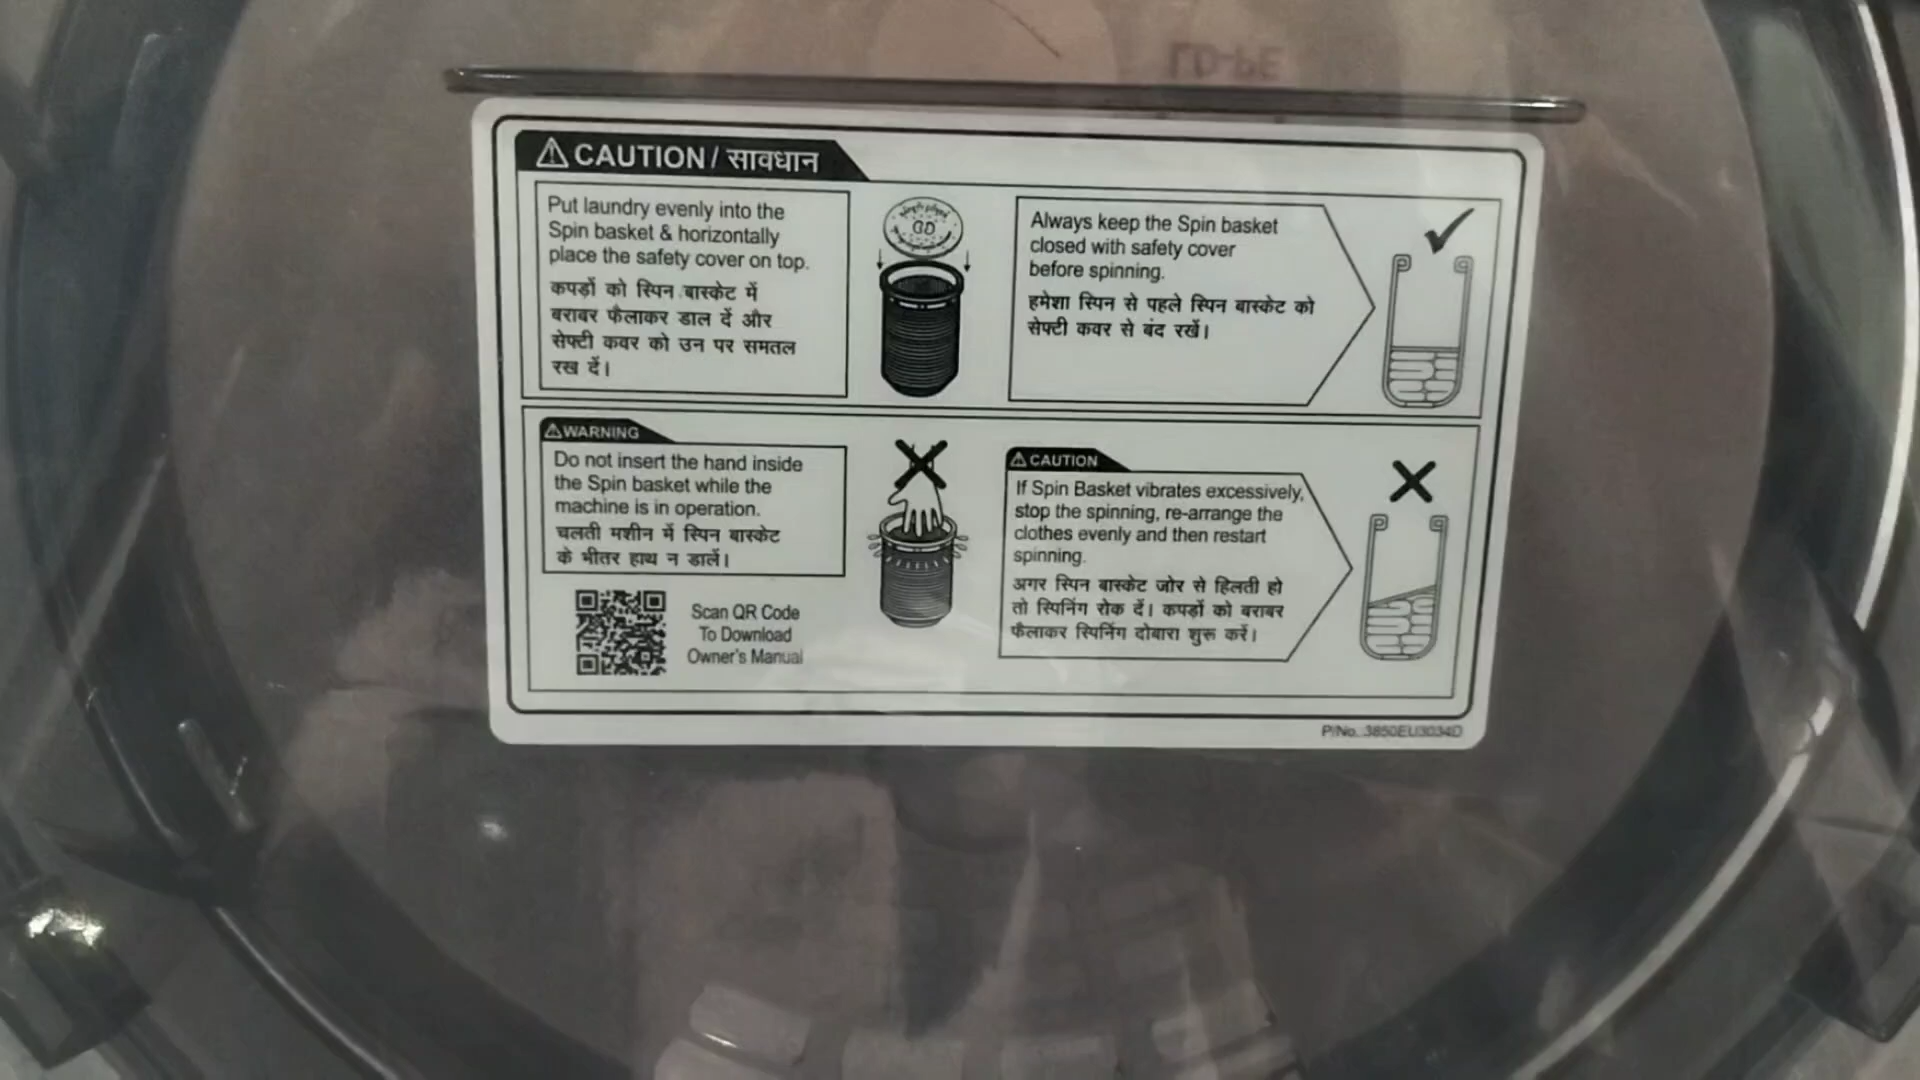 CAUTION / सावधान
Put laundry evenly into the
Spin basket & horizontally
place the safety cover on top.
कपड़ों को स्पिन बास्केट में
बराबर फैलाकर डाल दें और
सेफ्टी कवर को उन पर समतल
रख दें।
Always keep the Spin basket
closed with safety cover
before spinning.
हमेशा स्पिन से पहले स्पिन बास्केट को
सेफ्टी कवर से बंद रखें।
WARNING
Do not insert the hand inside
the Spin basket while the
machine is in operation.
चलती मशीन में स्पिन बास्केट
के भीतर हाथ न डालें।
Scan QR Code
To Download
Owner's Manual
CAUTION
If Spin Basket vibrates excessively,
stop the spinning, re-arrange the
clothes evenly and then restart
spinning.
अगर स्पिन बास्केट जोर से हिलती हो
तो स्पिनिंग रोक दें। कपड़ों को बराबर
फैलाकर स्पिनिंग दोबारा शुरू करें।
P/No. 3850EU3034D